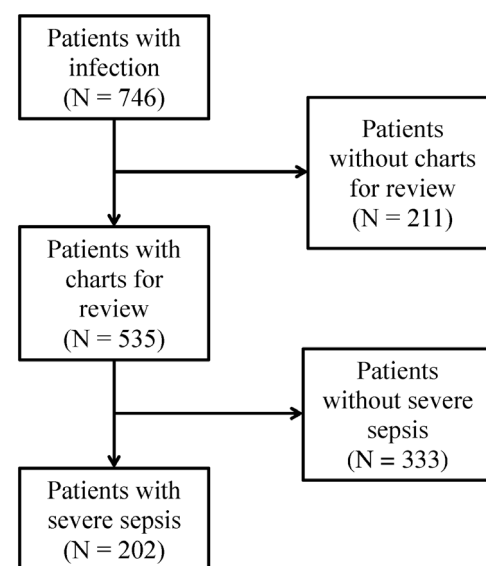 Patients with
infection
(N = 746)
Patients
without charts
for review
(N = 211)
Patients with
charts for
review
(N = 535)
Patients
without severe
sepsis
(N = 333)
Patients with
severe sepsis
(N = 202)